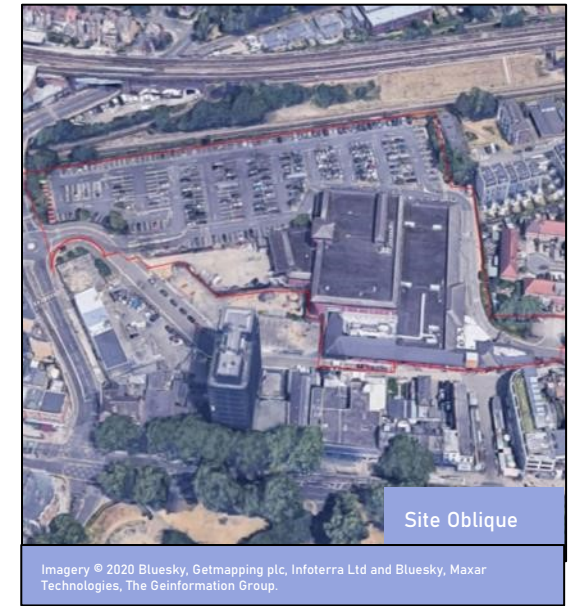 Site Oblique
Imagery © 2020 Bluesky, Getmapping plc, Infoterra Ltd and Bluesky, Maxar
Technologies, The Geinformation Group.